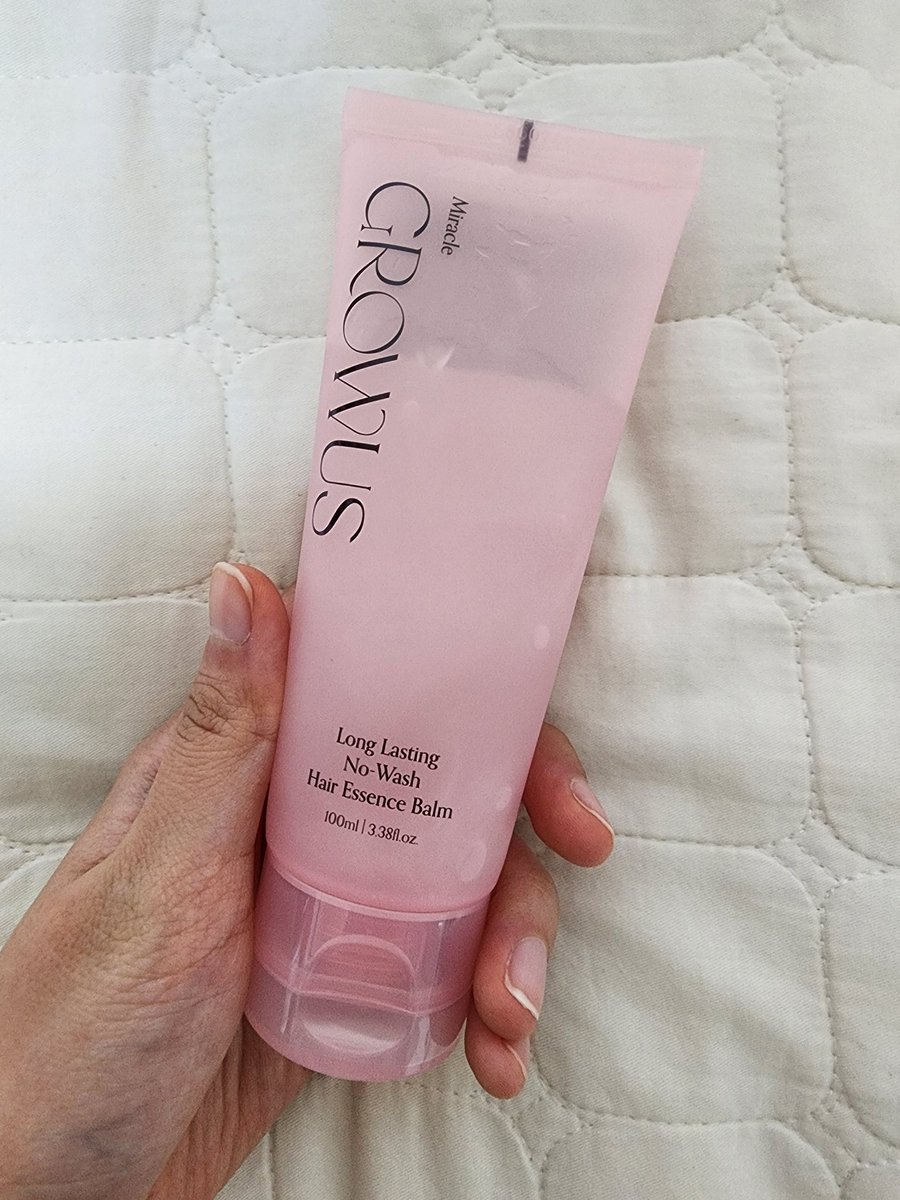 Miracle
GROWUS
Long Lasting
No-Wash
Hair Essence Balm
100ml | 3.38fl.oz.